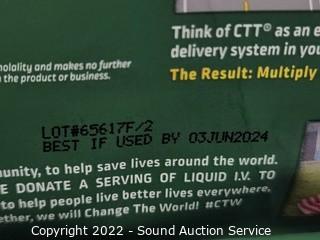 Think of CTT® as an e
delivery system in you
The Result: Multiply
nolality and makes no further
n the product or business.
LOT#65617F/2
BEST IF USED BY 03JUN2024
munity, to help save lives around the world.
E DONATE A SERVING OF LIQUID I.V. TO
to help people live better lives everywhere,
ether, we will Change The World! #CTW
Copyright 2022 - Sound Auction Service